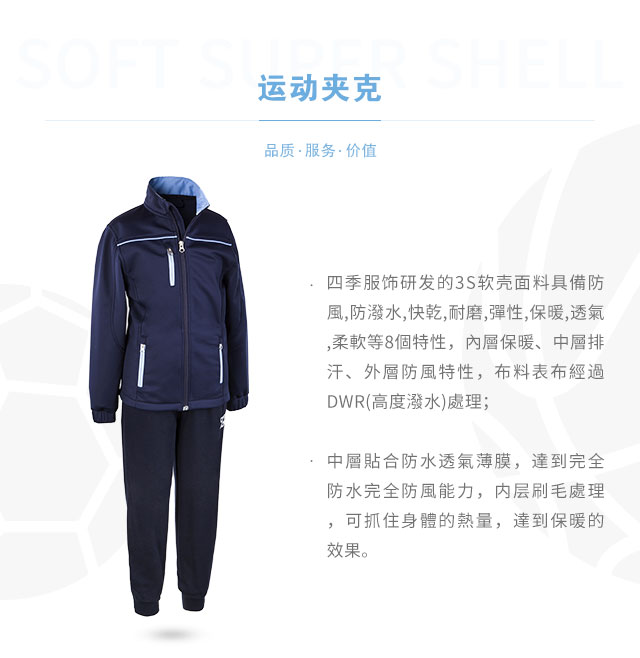 SOFT SUPER SHELL
运动夹克
品质·服务·价值
· 四季服饰研发的3S软壳面料具備防
風,防潑水,快乾,耐磨,彈性,保暖,透氣
,柔軟等8個特性，內層保暖、中層排
汗、外層防風特性，布料表布經過
DWR(高度潑水)處理；
· 中層貼合防水透氣薄膜，達到完全
防水完全防風能力，内层刷毛處理
，可抓住身體的熱量，達到保暖的
效果。